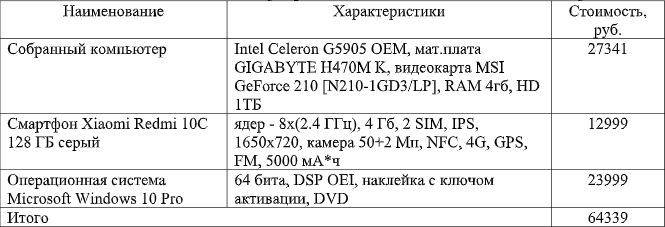 Наименование Характеристики Стоимость,
руб.
Собранный компьютер Intel Celeron G5905 OEM, мат.плата 27341
GIGABYTE H470M K, видеокарта MSI
GeForce 210 [N210-1GD3/LP], RAM 4гб, HD
1ТБ
Смартфон Xiaomi Redmi 10C ядер - 8x(2.4 ГГц), 4 Гб, 2 SIM, IPS, 12999
128 ГБ серый 1650x720, камера 50+2 Мп, NFC, 4G, GPS,
FM, 5000 мА*ч
Операционная система 64 бита, DSP OEI, наклейка с ключом 23999
Microsoft Windows 10 Pro активации, DVD
Итого 64339